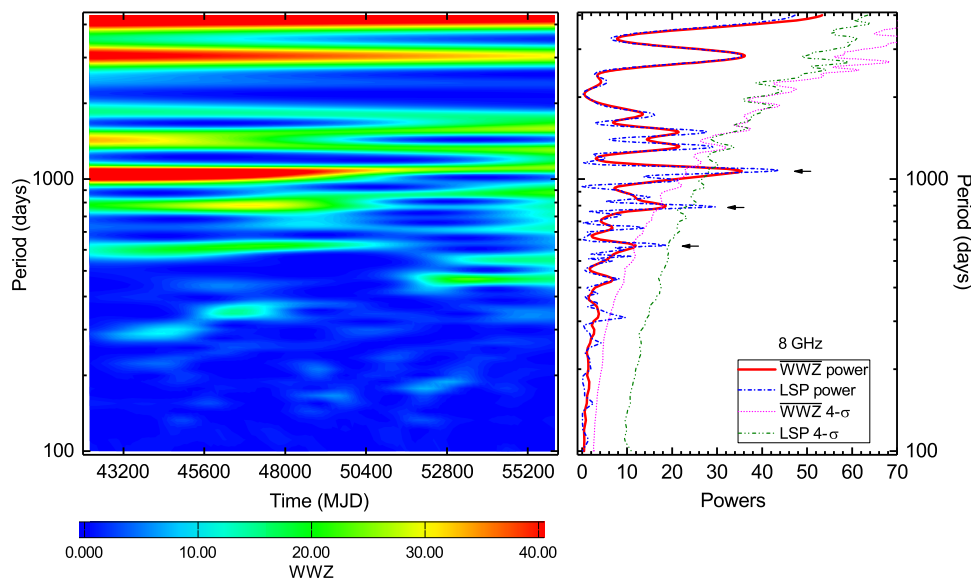 Period (days)
1000
100
43200 45600 48000 50400 52800 55200
Time (MJD)
0.000 10.00 20.00 30.00 40.00
WWZ
8 GHz
WWZ power
LSP power
WWZ 4-σ
LSP 4-σ
1000
100
Period (days)
0 10 20 30 40 50 60 70
Powers